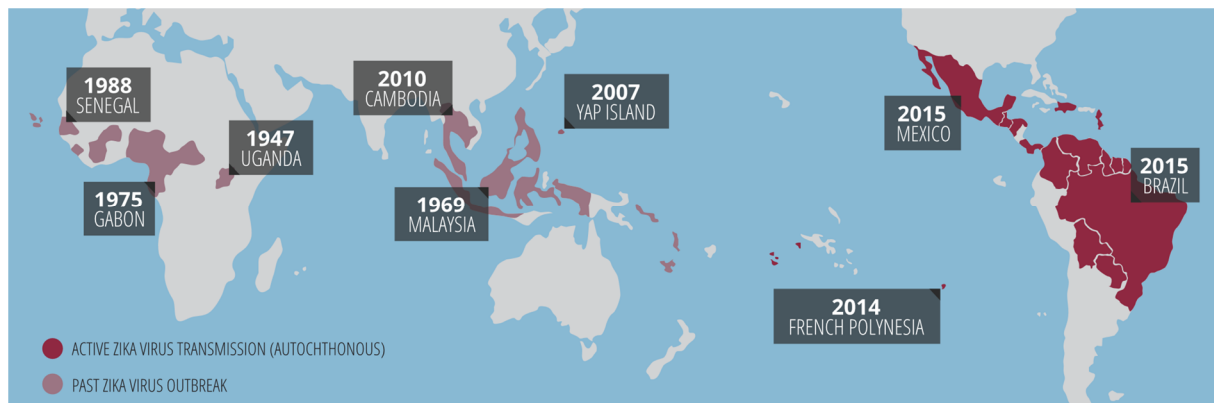 1988
SENEGAL
2010
CAMBODIA
2007
YAP ISLAND
2015
MEXICO
1947
UGANDA
2015
BRAZIL
1975
GABON
1969
MALAYSIA
2014
FRENCH POLYNESIA
ACTIVE ZIKA VIRUS TRANSMISSION (AUTOCHTHONOUS)
PAST ZIKA VIRUS OUTBREAK